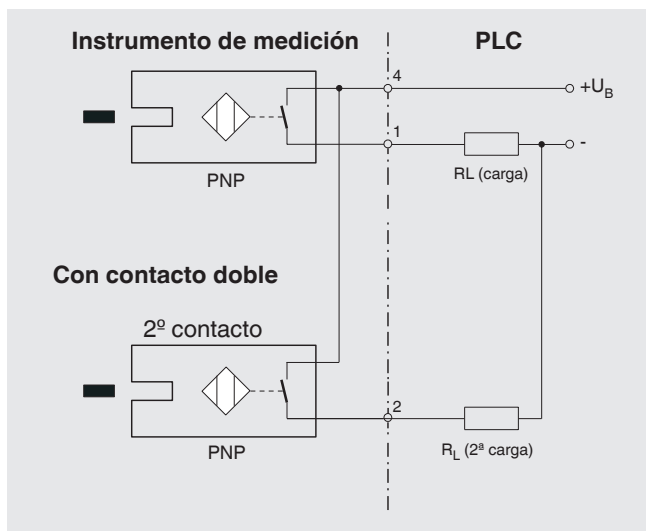 Instrumento de medición PLC
4
+U_B
1
-
RL (carga)
PNP
Con contacto doble
2º contacto
2
PNP
R_L (2ª carga)